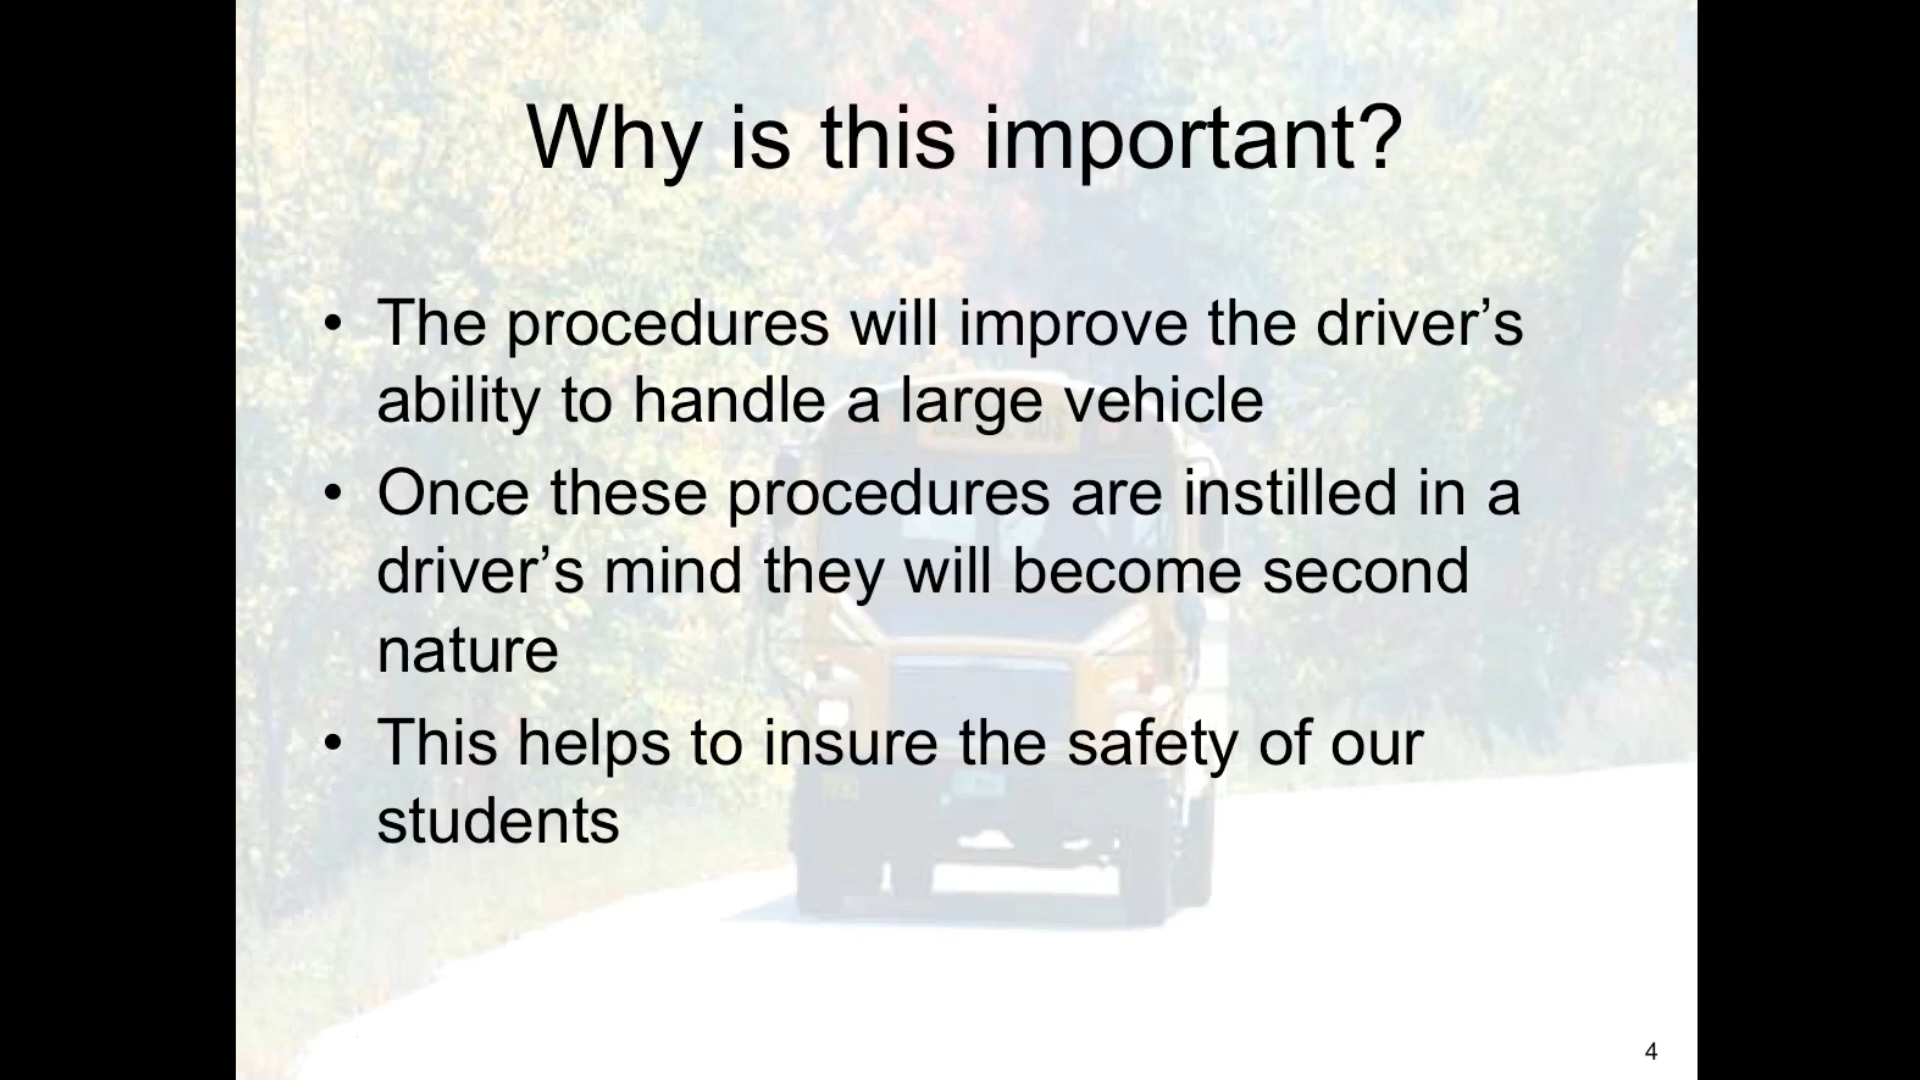 Why is this important?
• The procedures will improve the driver’s
ability to handle a large vehicle
• Once these procedures are instilled in a
driver’s mind they will become second
nature
• This helps to insure the safety of our
students
4